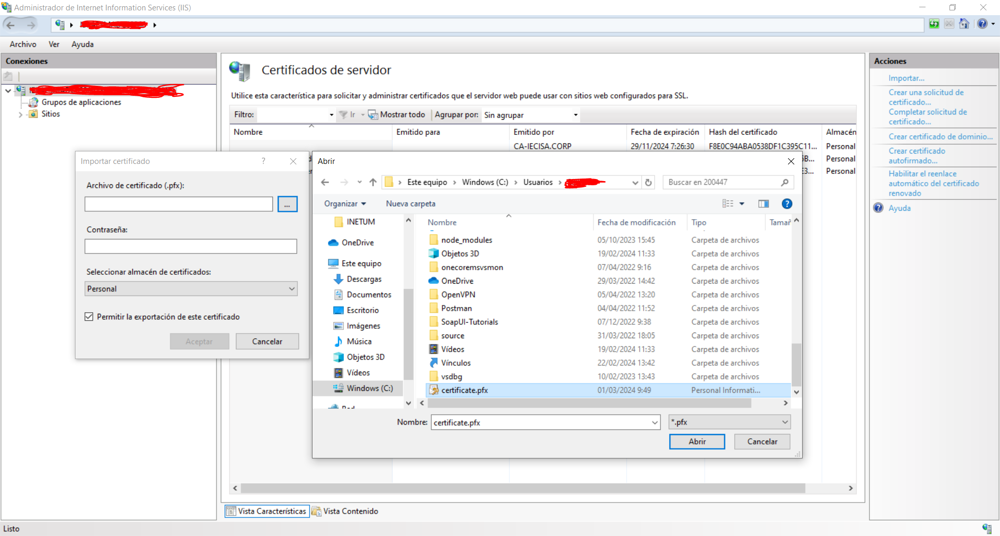 Administrador de Internet Information Services (IIS)
Archivo Ver Ayuda
Conexiones
Grupos de aplicaciones
Sitios
Certificados de servidor
Utilice esta característica para solicitar y administrar certificados que el servidor web puede usar con sitios web configurados para SSL.
Filtro: Ir Mostrar todo Agrupar por: Sin agrupar
Nombre Emitido para Emitido por Fecha de expiración Hash del certificado Almacén
CA-IECISA.CORP 29/11/2024 7:26:30 F8E0C94ABA0538DF1C395C11... Personal
Personal
Personal
Importar certificado ?
Archivo de certificado (.pfx):
...
Contraseña:
Seleccionar almacén de certificados:
Personal
Permitir la exportación de este certificado
Aceptar Cancelar
Abrir
Este equipo Windows (C:) Usuarios
Buscar en 200447
Organizar Nueva carpeta
INETUM
OneDrive
Este equipo
Descargas
Documentos
Escritorio
Imágenes
Música
Objetos 3D
Vídeos
Windows (C:)
Red
Nombre Fecha de modificación Tipo Tamañ
node_modules 05/10/2023 15:45 Carpeta de archivos
Objetos 3D 19/02/2024 11:33 Carpeta de archivos
onecoremsvsmon 07/04/2022 9:16 Carpeta de archivos
OneDrive 29/03/2022 14:42 Carpeta de archivos
OpenVPN 05/04/2022 13:20 Carpeta de archivos
Postman 04/04/2022 11:52 Carpeta de archivos
SoapUI-Tutorials 07/12/2022 9:38 Carpeta de archivos
source 31/03/2022 18:05 Carpeta de archivos
Vídeos 19/02/2024 11:33 Carpeta de archivos
Vínculos 22/02/2024 13:42 Carpeta de archivos
vsdbg 10/02/2023 13:43 Carpeta de archivos
certificate.pfx 01/03/2024 9:49 Personal Informati...
Nombre: certificate.pfx *.pfx
Abrir Cancelar
Vista Características Vista Contenido
Acciones
Importar...
Crear una solicitud de
certificado...
Completar solicitud de
certificado...
Crear certificado de dominio...
Crear certificado
autofirmado...
Habilitar el reenlace
automático del certificado
renovado
Ayuda
Listo